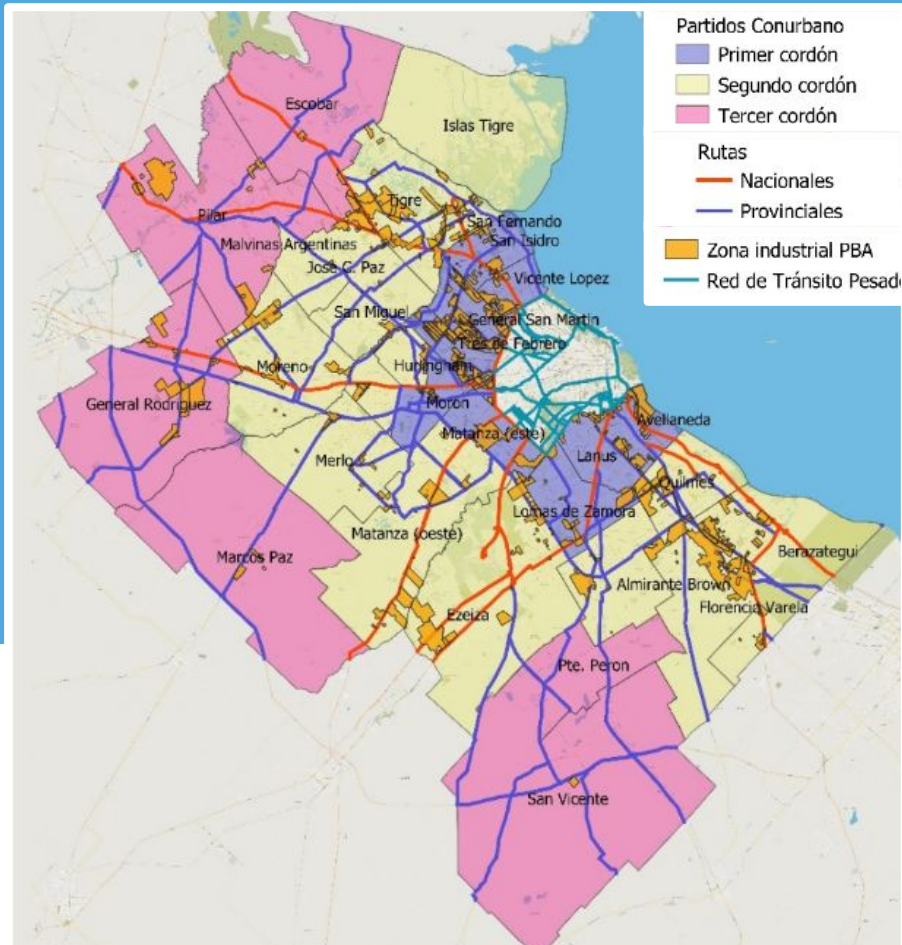 Partidos Conurbano
Primer cordón
Segundo cordón
Tercer cordón
Rutas
Nacionales
Provinciales
Zona industrial PBA
Red de Tránsito Pesado
Escobar
Islas Tigre
Tigre
Pilar
San Fernando
San Isidro
Malvinas Argentinas
José C. Paz
Vicente Lopez
San Miguel
General San Martin
Tres de Febrero
Hurlingham
Moreno
General Rodriguez
Moron
Avellaneda
Matanza (este)
Lanus
Merlo
Quilmes
Lomas de Zamora
Matanza (oeste)
Berazategui
Marcos Paz
Almirante Brown
Florencio Varela
Ezeiza
Pte. Peron
San Vicente